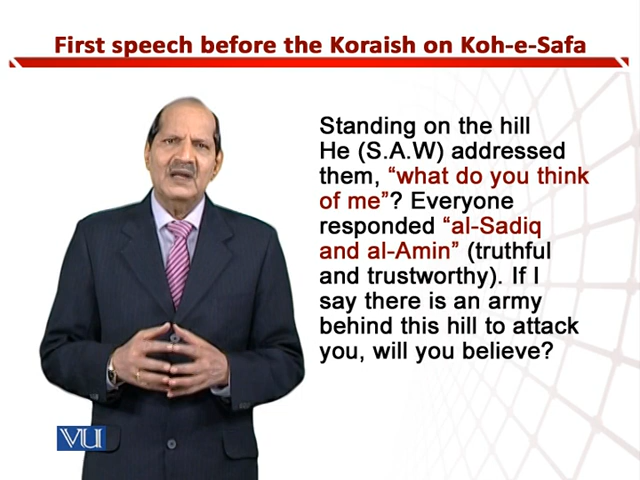 First speech before the Koraish on Koh-e-Safa
Standing on the hill
He (S.A.W) addressed
them, “what do you think
of me”? Everyone
responded “al-Sadiq
and al-Amin” (truthful
and trustworthy). If I
say there is an army
behind this hill to attack
you, will you believe?
VU